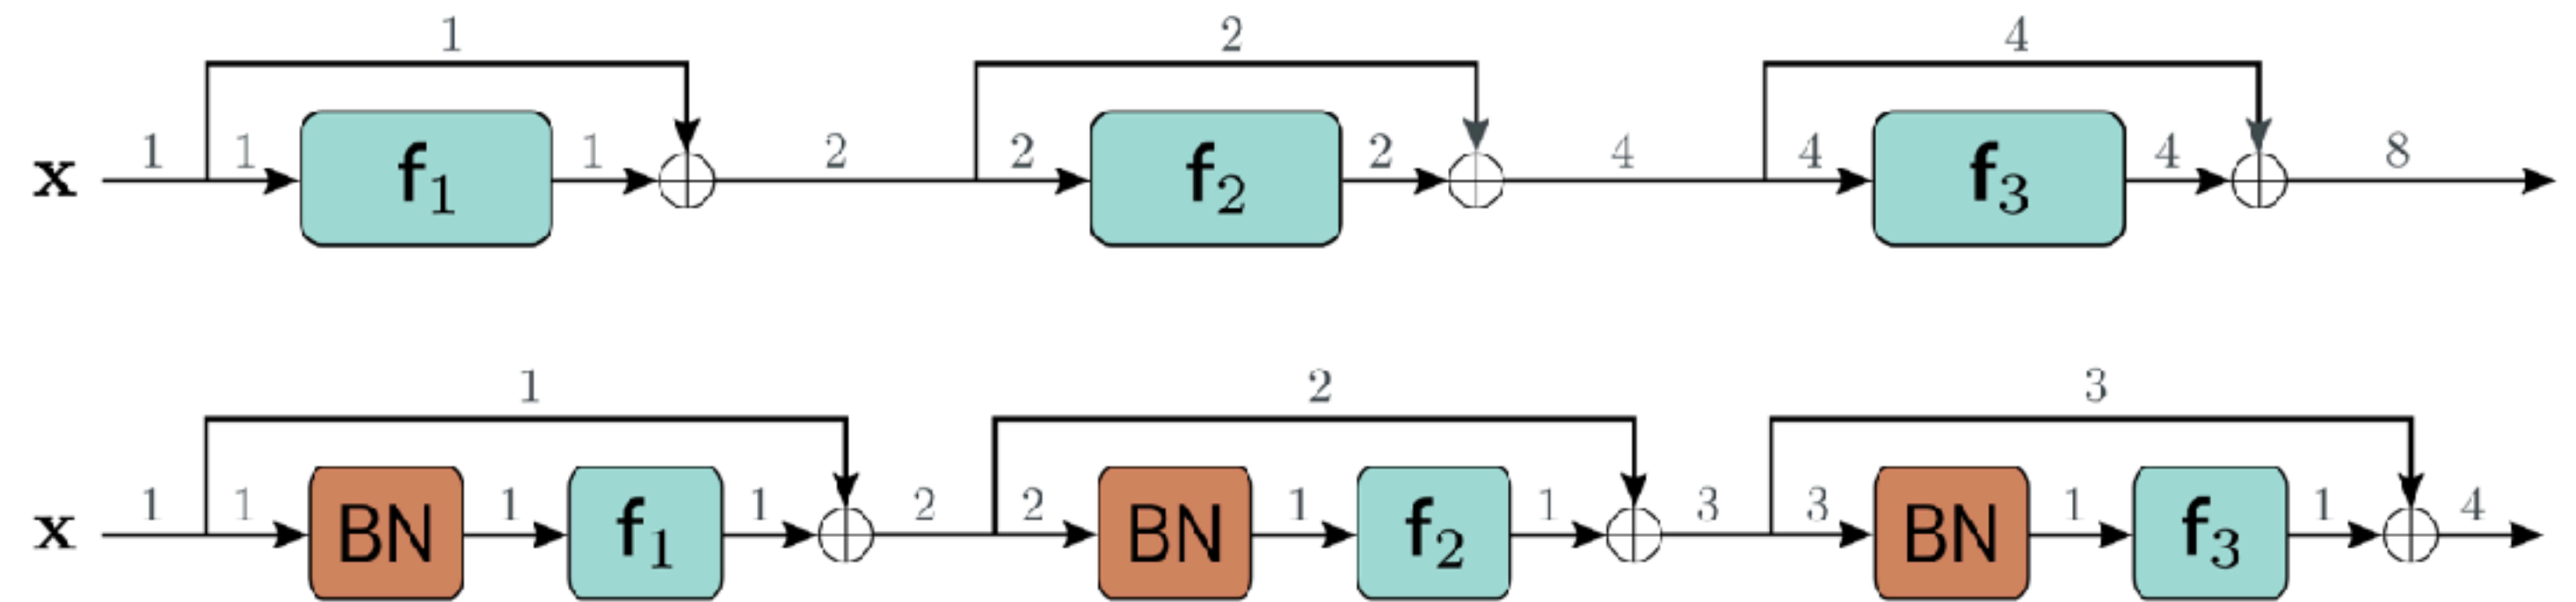 1 2 4
x 1 1 f₁ 1 2 2 f₂ 2 4 4 f₃ 4 8
1 2 3
x 1 1 BN 1 f₁ 1 2 2 BN 1 f₂ 1 3 3 BN 1 f₃ 1 4